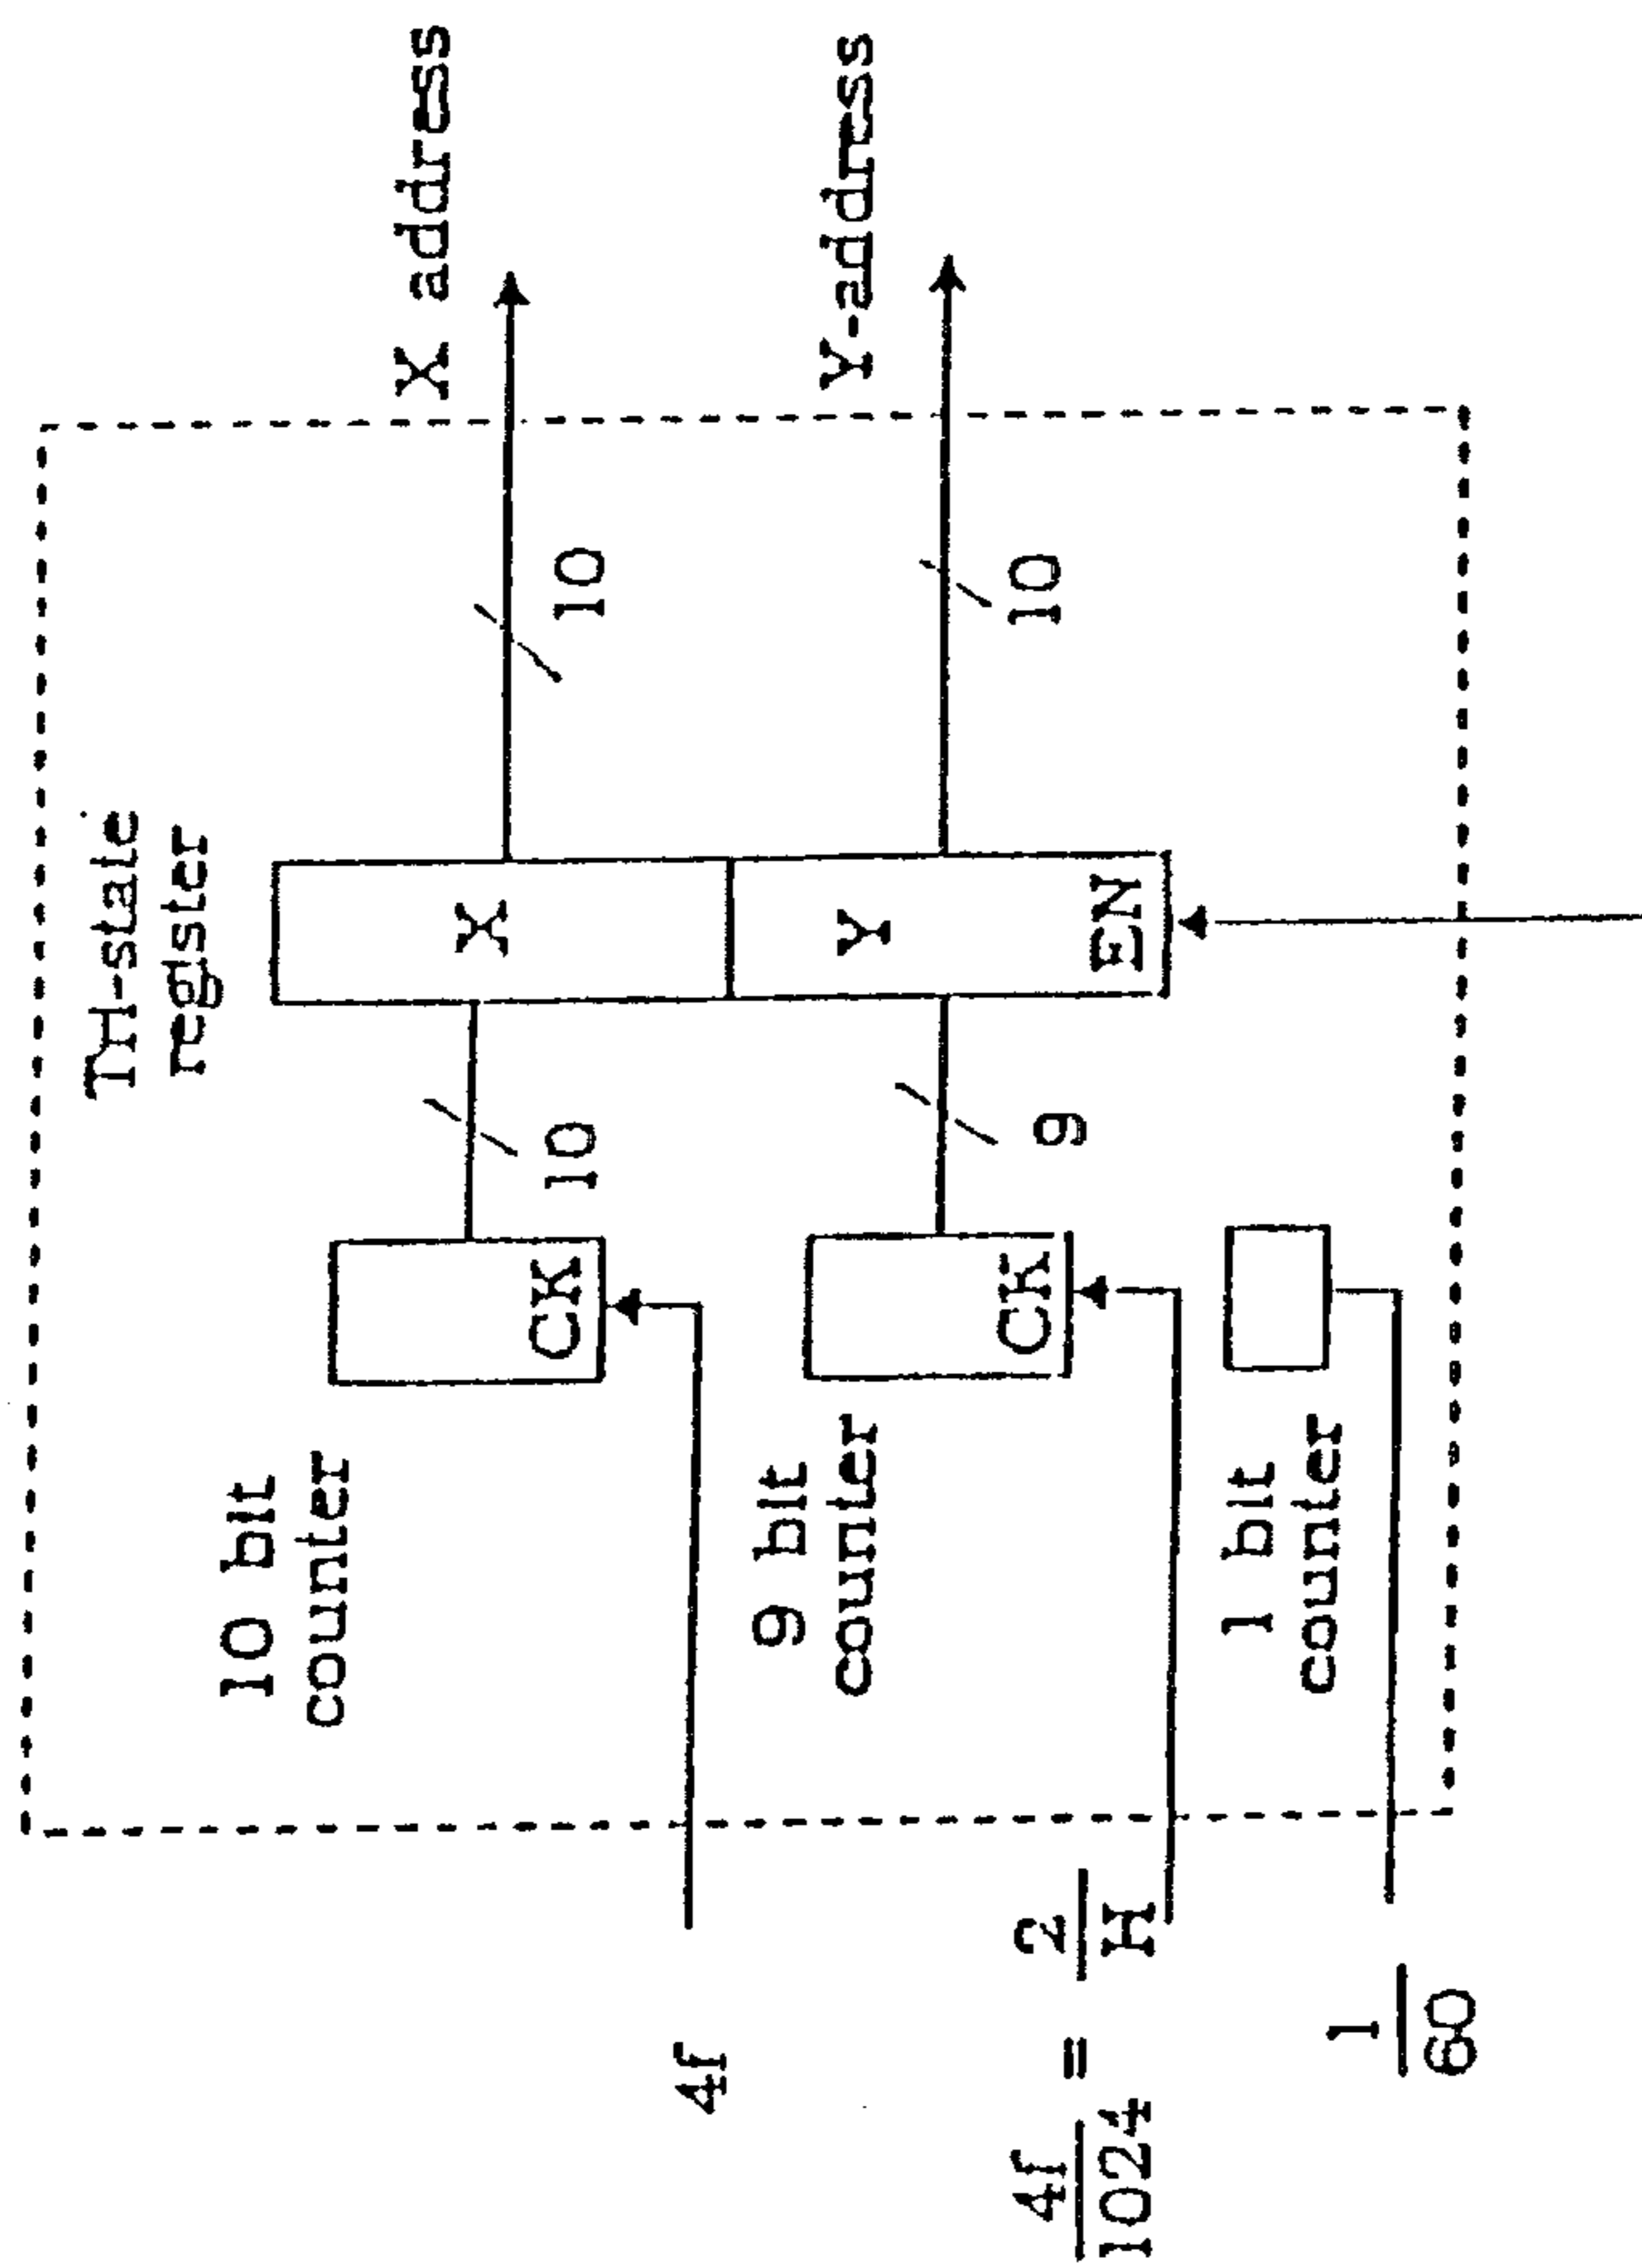 Tri-state
register
10 bit
counter
X
10
10
X address
CK
4f
9 bit
counter
Y
9
10
Y-address
CK
EN
4f
1024
=
2
H
1 bit
counter
1
60